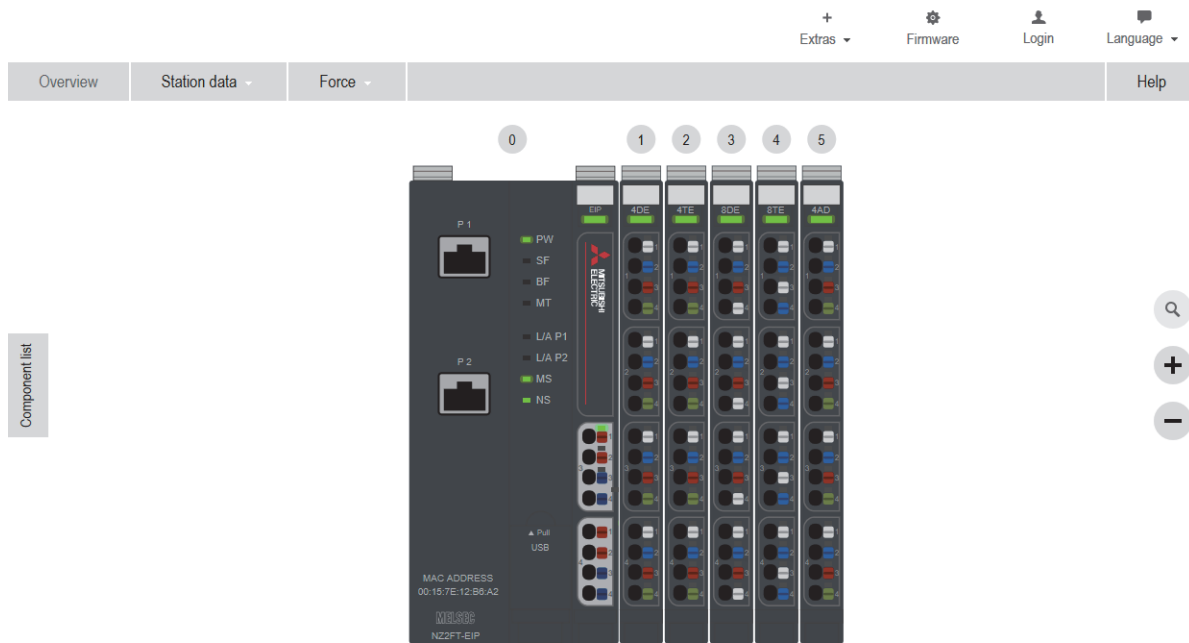 Extras
Firmware
Login
Language
Overview
Station data
Force
Help
0
1
2
3
4
5
EIP
4DE
4TE
8DE
8TE
4AD
P 1
PW
SF
BF
MT
L/A P1
L/A P2
P 2
MS
NS
MITSUBISHI
ELECTRIC
Component list
▲ Pull
USB
MAC ADDRESS
00:15:7E:12:B6:A2
MELSEC
NZ2FT-EIP